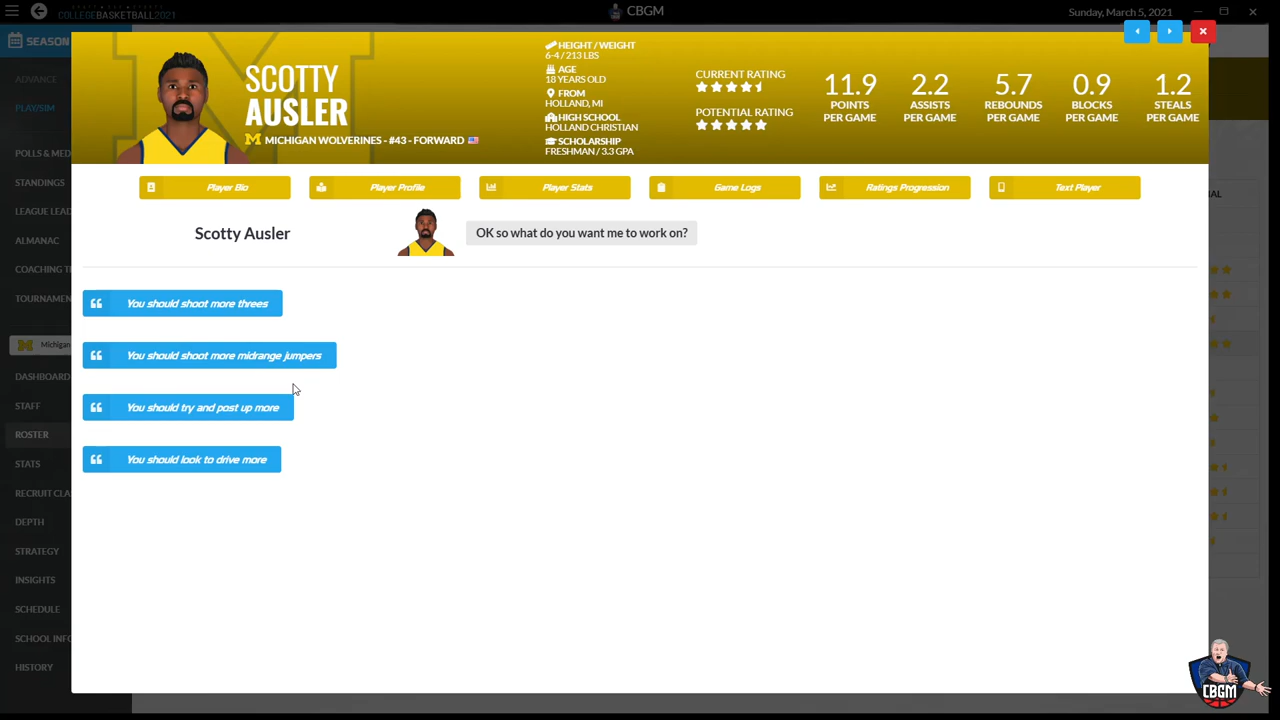 COLLEGEBASKETBALL2021
CBGM
Sunday, March 5, 2021
SEASON
ADVANCE
PLAY/SIM
POLLS & MED
STANDINGS
LEAGUE LEAD
ALMANAC
COACHING T
TOURNAMEN
Michigan
DASHBOARD
STAFF
ROSTER
STATS
RECRUIT CLA
DEPTH
STRATEGY
INSIGHTS
SCHEDULE
SCHOOL INFO
HISTORY
SCOTTY
AUSLER
M MICHIGAN WOLVERINES - #43 - FORWARD
HEIGHT / WEIGHT
6-4 / 213 LBS
AGE
18 YEARS OLD
FROM
HOLLAND, MI
HIGH SCHOOL
HOLLAND CHRISTIAN
SCHOLARSHIP
FRESHMAN / 3.3 GPA
CURRENT RATING
POTENTIAL RATING
11.9
POINTS
PER GAME
2.2
ASSISTS
PER GAME
5.7
REBOUNDS
PER GAME
0.9
BLOCKS
PER GAME
1.2
STEALS
PER GAME
Player Bio
Player Profile
Player Stats
Game Logs
Ratings Progression
Text Player
Scotty Ausler
OK so what do you want me to work on?
You should shoot more threes
You should shoot more midrange jumpers
You should try and post up more
You should look to drive more
AL
CBGM